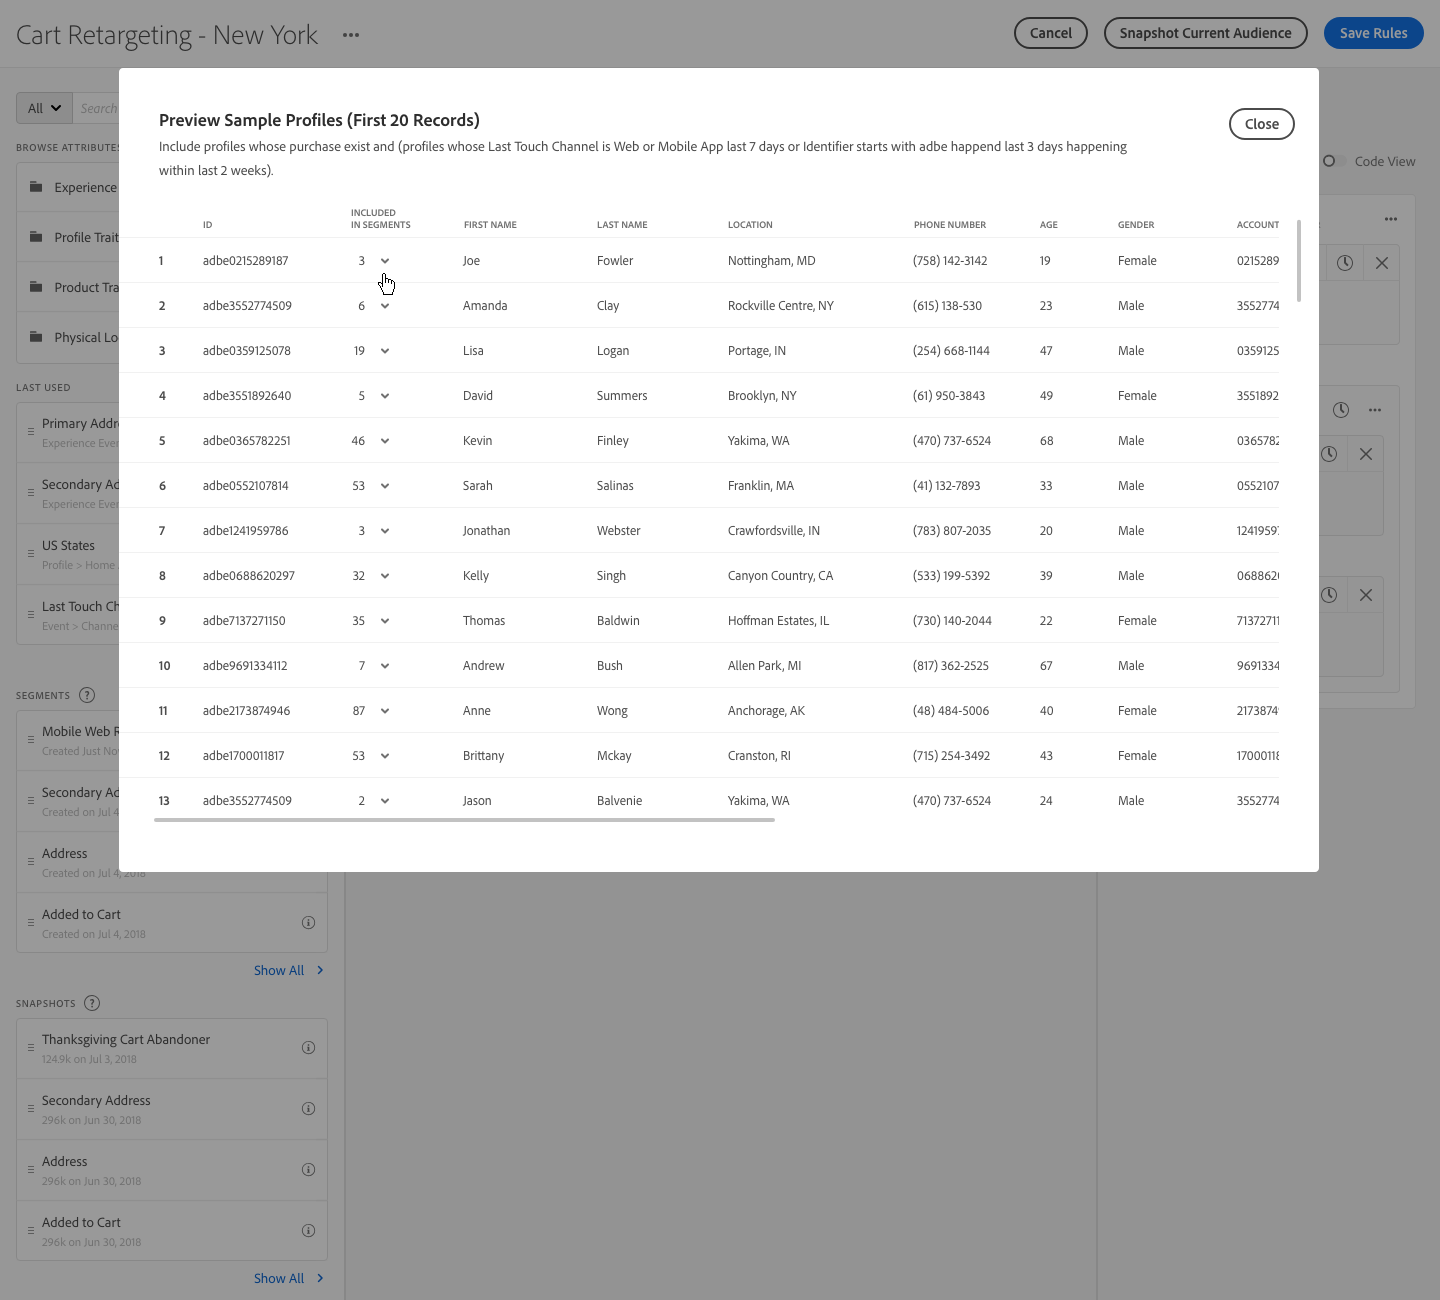 Cart Retargeting - New York
Cancel
Snapshot Current Audience
Save Rules
All
Search
BROWSE ATTRIBUTES
Experience
Profile Trait
Product Tra
Physical Lo
LAST USED
Primary Addr
Experience Ever
Secondary Ad
Experience Ever
US States
Profile > Home
Last Touch Ch
Event > Channe
SEGMENTS ?
Mobile Web R
Created Just No
Secondary Ad
Created on Jul 4
Address
Created on Jul 4, 2018
Added to Cart
Created on Jul 4, 2018
Show All
SNAPSHOTS ?
Thanksgiving Cart Abandoner
124.9k on Jul 3, 2018
Secondary Address
296k on Jun 30, 2018
Address
296k on Jun 30, 2018
Added to Cart
296k on Jun 30, 2018
Show All
Code View
Preview Sample Profiles (First 20 Records)
Close
Include profiles whose purchase exist and (profiles whose Last Touch Channel is Web or Mobile App last 7 days or Identifier starts with adbe happend last 3 days happening
within last 2 weeks).
ID INCLUDED IN SEGMENTS FIRST NAME LAST NAME LOCATION PHONE NUMBER AGE GENDER ACCOUNT
1 adbe0215289187 3 Joe Fowler Nottingham, MD (758) 142-3142 19 Female 0215289
2 adbe3552774509 6 Amanda Clay Rockville Centre, NY (615) 138-530 23 Male 3552774
3 adbe0359125078 19 Lisa Logan Portage, IN (254) 668-1144 47 Male 0359125
4 adbe3551892640 5 David Summers Brooklyn, NY (61) 950-3843 49 Female 3551892
5 adbe0365782251 46 Kevin Finley Yakima, WA (470) 737-6524 68 Male 0365782
6 adbe0552107814 53 Sarah Salinas Franklin, MA (41) 132-7893 33 Male 0552107
7 adbe1241959786 3 Jonathan Webster Crawfordsville, IN (783) 807-2035 20 Male 1241959
8 adbe0688620297 32 Kelly Singh Canyon Country, CA (533) 199-5392 39 Male 068862
9 adbe7137271150 35 Thomas Baldwin Hoffman Estates, IL (730) 140-2044 22 Female 71372711
10 adbe9691334112 7 Andrew Bush Allen Park, MI (817) 362-2525 67 Male 9691334
11 adbe2173874946 87 Anne Wong Anchorage, AK (48) 484-5006 40 Female 2173874
12 adbe1700011817 53 Brittany Mckay Cranston, RI (715) 254-3492 43 Female 1700011
13 adbe3552774509 2 Jason Balvenie Yakima, WA (470) 737-6524 24 Male 3552774